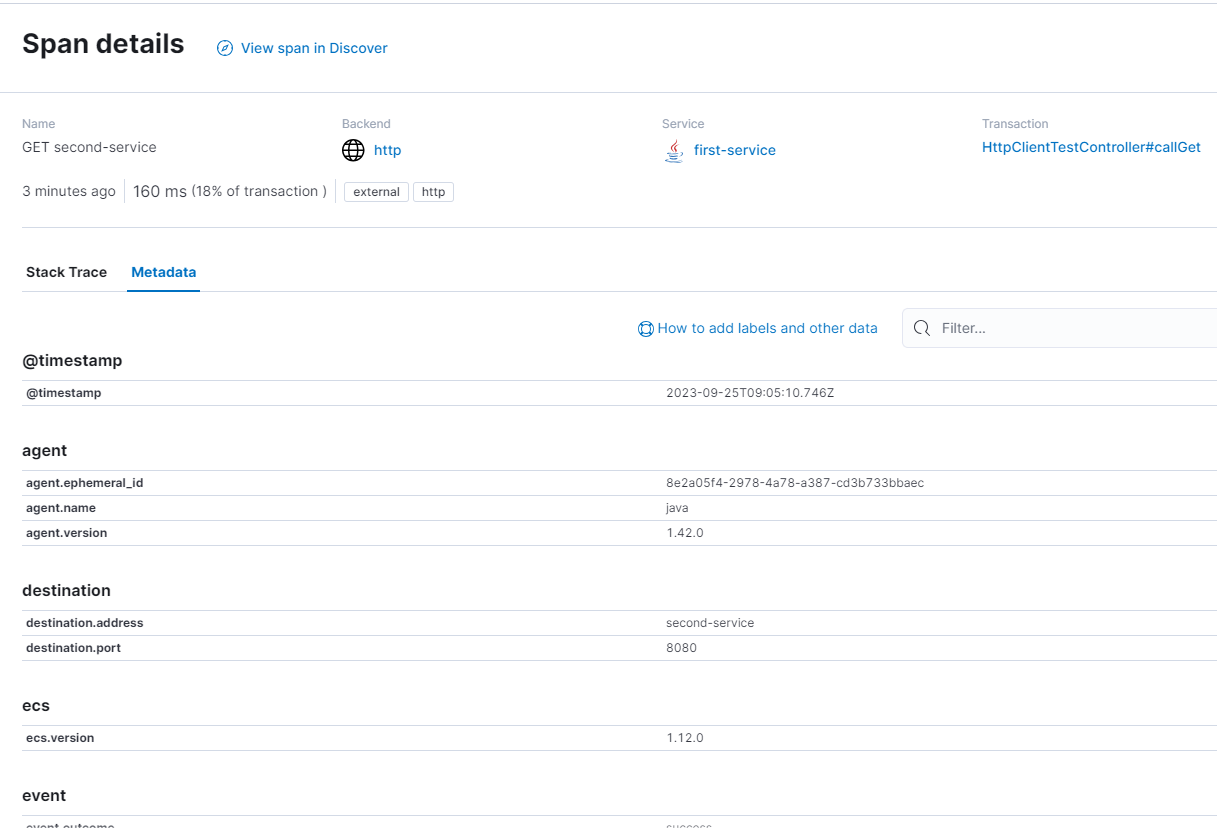 Span details View span in Discover
Name Backend Service Transaction
GET second-service http first-service HttpClientTestController#callGet
3 minutes ago 160 ms (18% of transaction ) external http
Stack Trace Metadata
How to add labels and other data Filter...
@timestamp
@timestamp 2023-09-25T09:05:10.746Z
agent
agent.ephemeral_id 8e2a05f4-2978-4a78-a387-cd3b733bbaec
agent.name java
agent.version 1.42.0
destination
destination.address second-service
destination.port 8080
ecs
ecs.version 1.12.0
event
event.outcome success